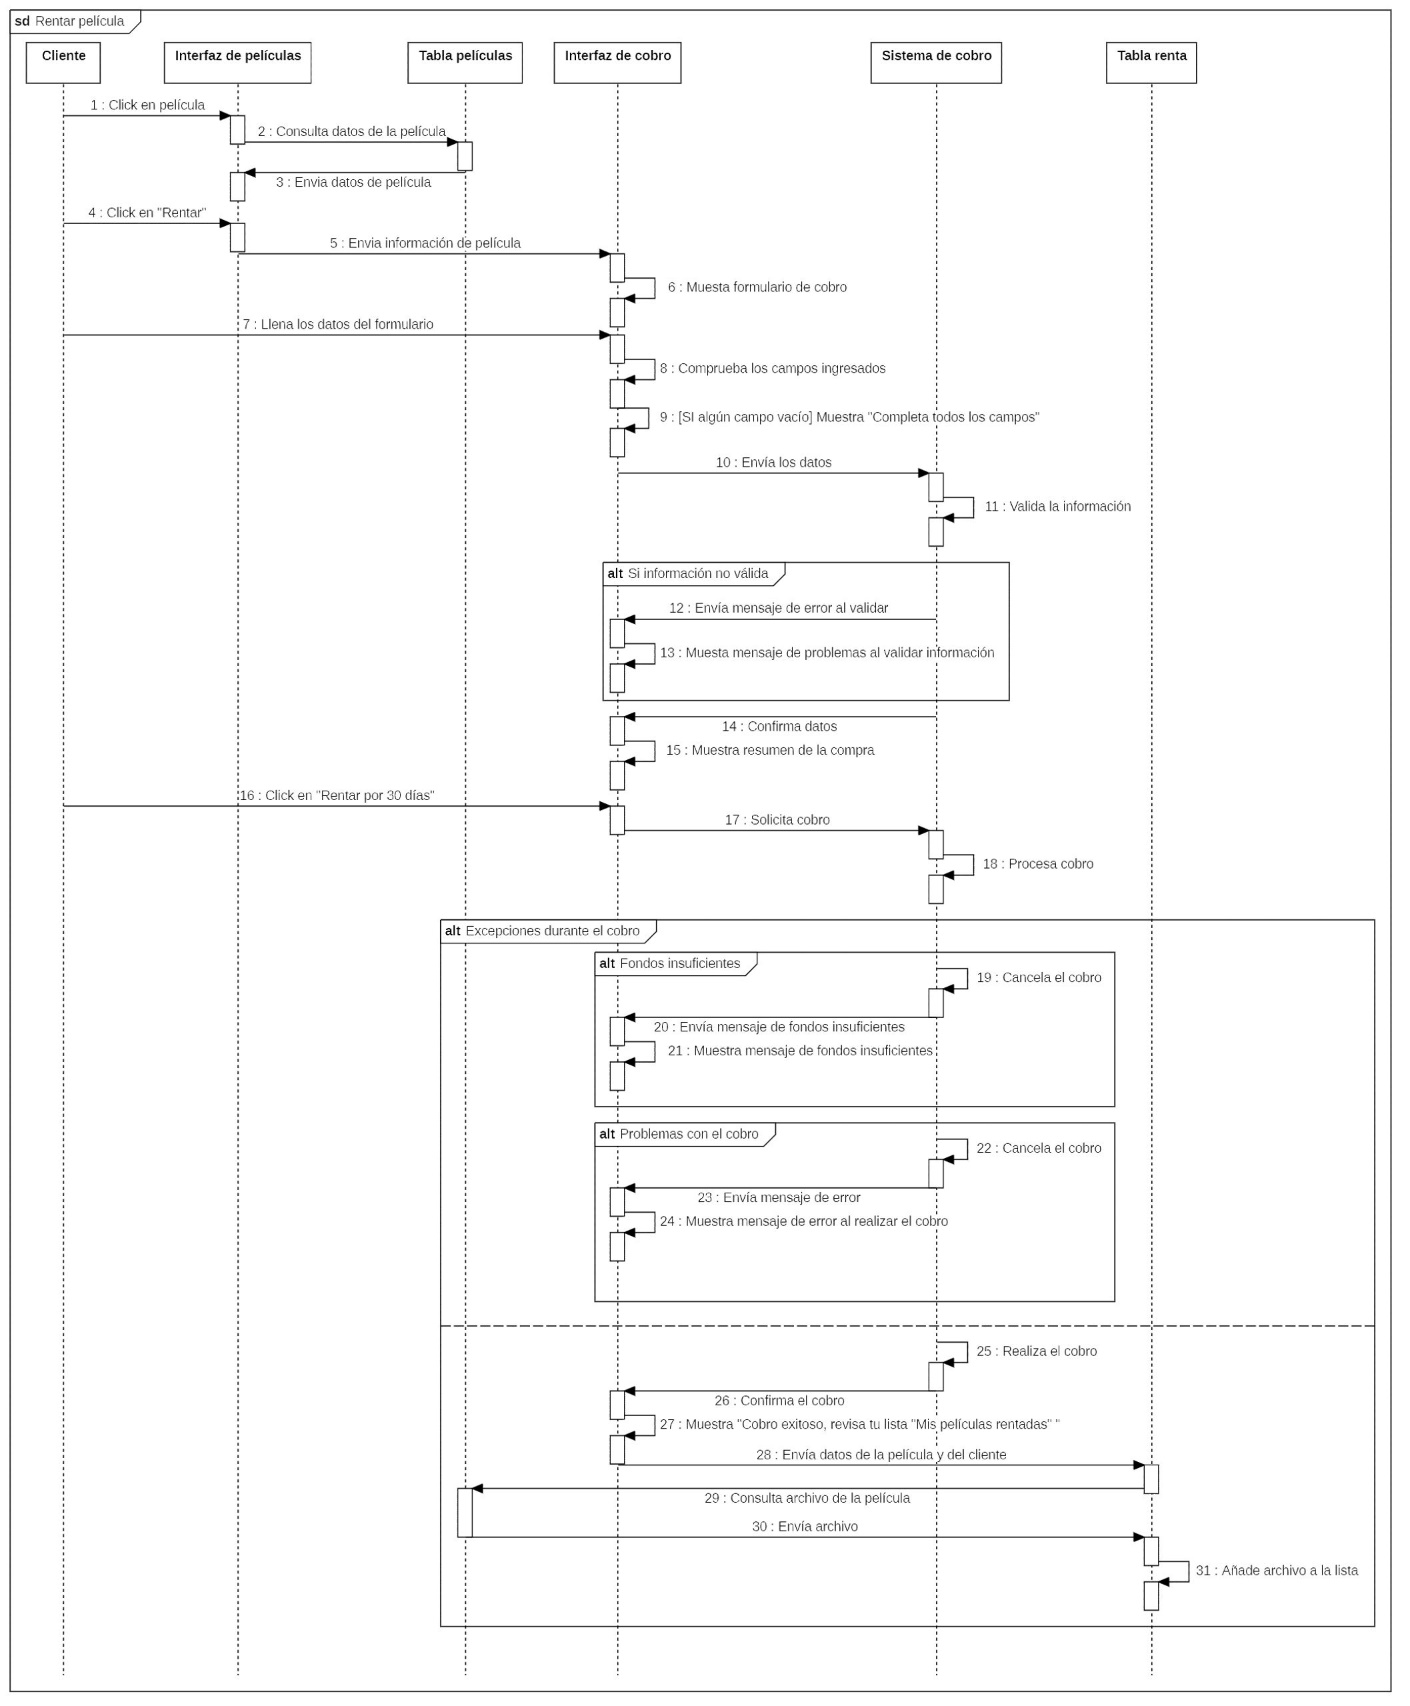 sd Rentar película
Cliente
Interfaz de películas
Tabla películas
Interfaz de cobro
Sistema de cobro
Tabla renta
1 : Click en película
2 : Consulta datos de la película
3 : Envia datos de película
4 : Click en "Rentar"
5 : Envia información de película
6 : Muesta formulario de cobro
7 : Llena los datos del formulario
8 : Comprueba los campos ingresados
9 : [SI algún campo vacío] Muestra "Completa todos los campos"
10 : Envía los datos
11 : Valida la información
alt Si información no válida
12 : Envía mensaje de error al validar
13 : Muesta mensaje de problemas al validar información
14 : Confirma datos
15 : Muestra resumen de la compra
16 : Click en "Rentar por 30 días"
17 : Solicita cobro
18 : Procesa cobro
alt Excepciones durante el cobro
alt Fondos insuficientes
19 : Cancela el cobro
20 : Envía mensaje de fondos insuficientes
21 : Muestra mensaje de fondos insuficientes
alt Problemas con el cobro
22 : Cancela el cobro
23 : Envía mensaje de error
24 : Muestra mensaje de error al realizar el cobro
25 : Realiza el cobro
26 : Confirma el cobro
27 : Muestra "Cobro exitoso, revisa tu lista "Mis películas rentadas" "
28 : Envía datos de la película y del cliente
29 : Consulta archivo de la película
30 : Envía archivo
31 : Añade archivo a la lista